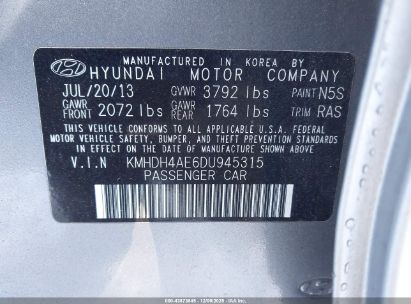 MANUFACTURED IN KOREA BY
HYUNDAI MOTOR COMPANY
JUL/20/13 GVWR 3792 lbs PAINT N5S
GAWR FRONT 2072 lbs GAWR REAR 1764 lbs TRIM RAS
THIS VEHICLE CONFORMS TO ALL APPLICABLE U.S.A. FEDERAL
MOTOR VEHICLE SAFETY, BUMPER, AND THEFT PREVENTION
STANDARDS IN EFFECT ON THE DATE OF MANUFACTURE SHOWN ABOVE.
V.I.N KMHDH4AE6DU945315
PASSENGER CAR